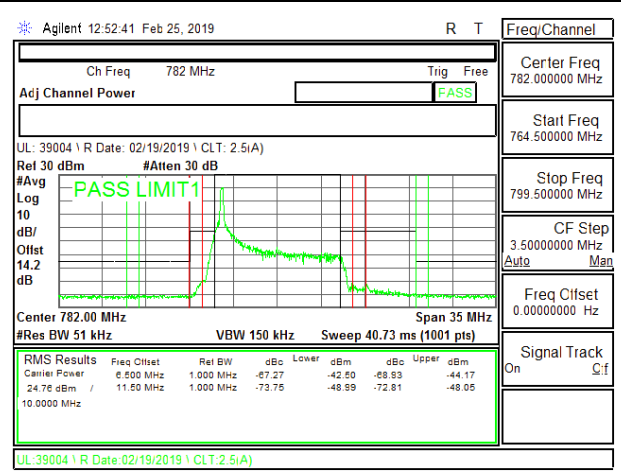 Agilent 12:52:41 Feb 25, 2019 R T
Freq/Channel
Ch Freq 782 MHz Trig Free
Adj Channel Power PASS
UL: 39004 \ R Date: 02/19/2019 \ CLT: 2.5(A)
Ref 30 dBm #Atten 30 dB
#Avg
Log
10
dB/
Offst
14.2
dB
PASS LIMIT1
Center 782.00 MHz Span 35 MHz
#Res BW 51 kHz VBW 150 kHz Sweep 40.73 ms (1001 pts)
RMS Results Freq Offset Ref BW dBc Lower dBm dBc Upper dBm
Carrier Power 6.500 MHz 1.000 MHz -67.27 -42.50 -68.93 -44.17
24.76 dBm / 11.50 MHz 1.000 MHz -73.75 -48.99 -72.81 -48.05
10.0000 MHz
UL:39004 \ R Date:02/19/2019 \ CLT:2.5(A)
Center Freq
782.000000 MHz
Start Freq
764.500000 MHz
Stop Freq
799.500000 MHz
CF Step
3.50000000 MHz
Auto Man
Freq Offset
0.00000000 Hz
Signal Track
On Off